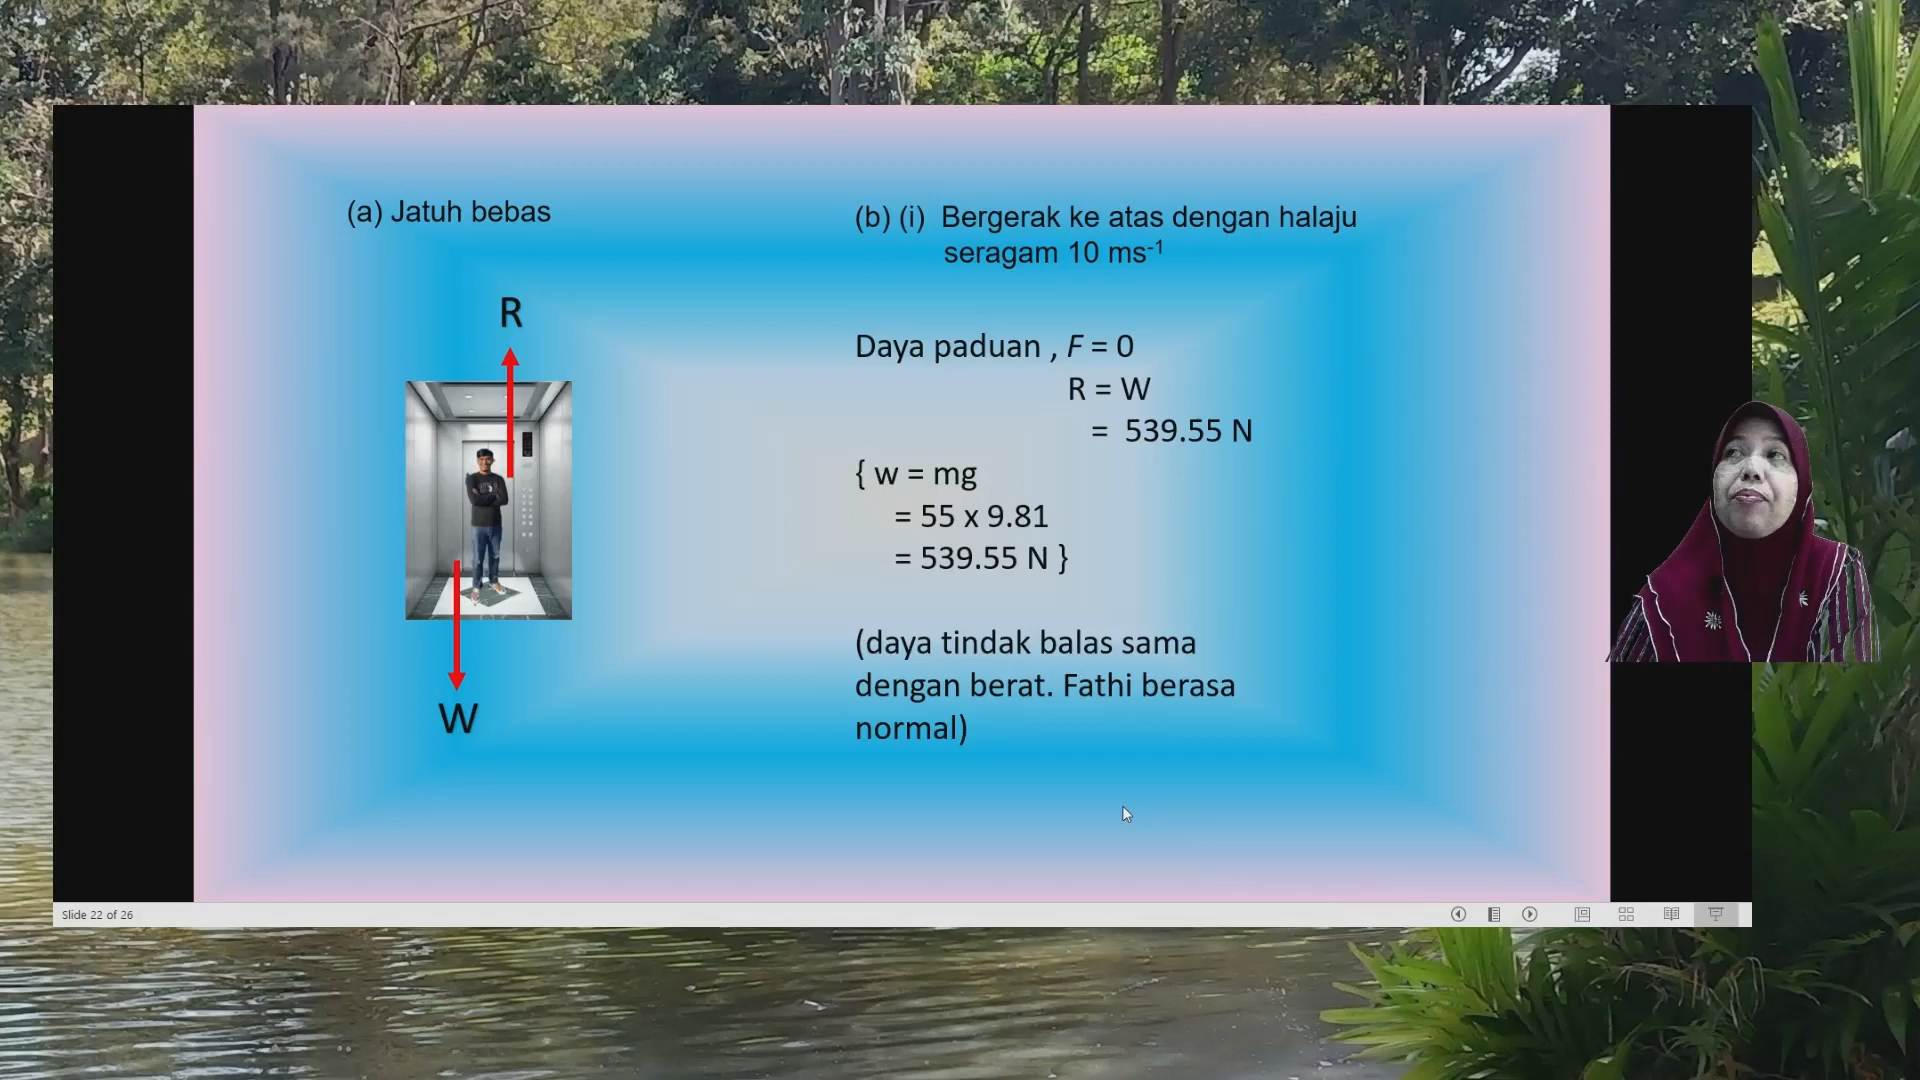 (a) Jatuh bebas
R
W
(b) (i) Bergerak ke atas dengan halaju
seragam 10 ms⁻¹
Daya paduan , F = 0
R = W
= 539.55 N
{ w = mg
= 55 x 9.81
= 539.55 N }
(daya tindak balas sama
dengan berat. Fathi berasa
normal)
Slide 22 of 26